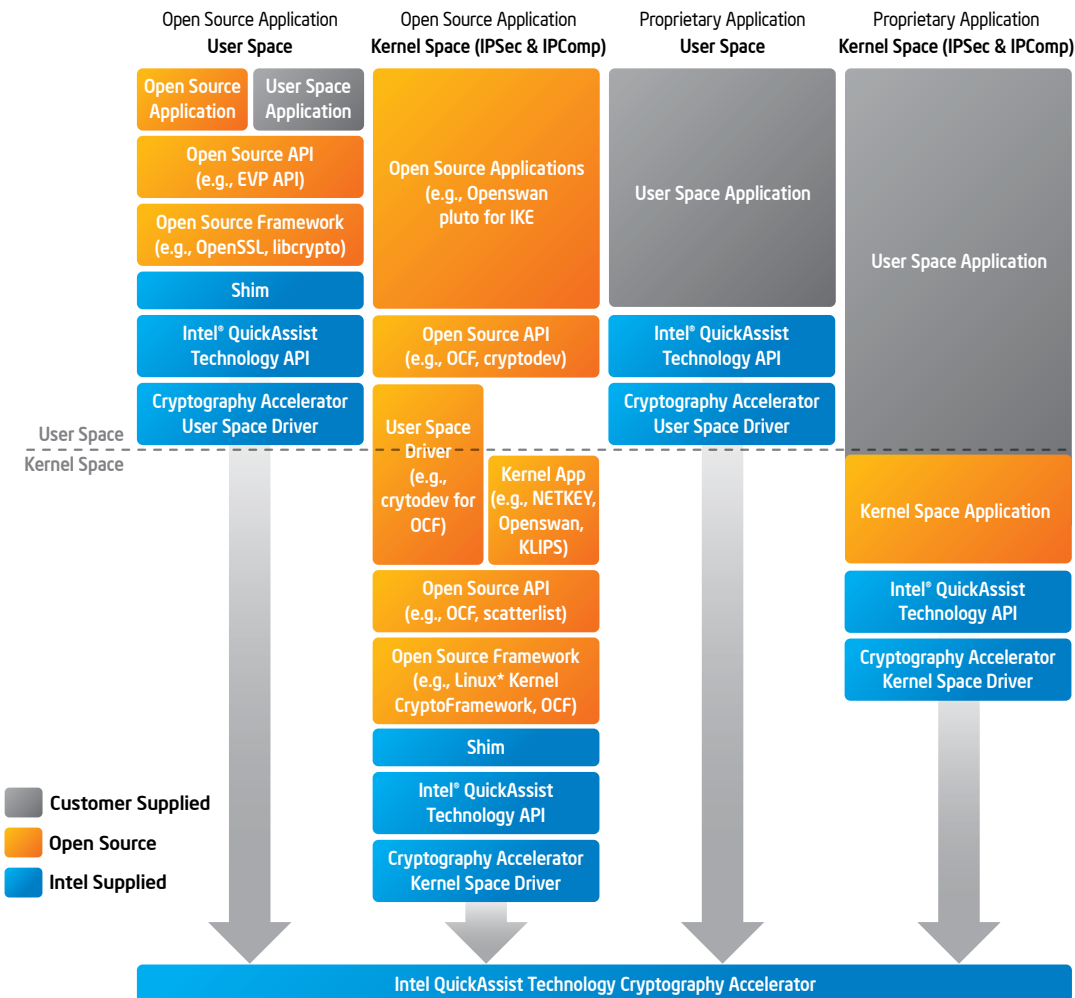 Open Source Application
User Space
Open Source Application
Kernel Space (IPSec & IPComp)
Proprietary Application
User Space
Proprietary Application
Kernel Space (IPSec & IPComp)
Open Source
Application
User Space
Application
Open Source API
(e.g., EVP API)
Open Source Framework
(e.g., OpenSSL, libcrypto)
Shim
Intel® QuickAssist
Technology API
Cryptography Accelerator
User Space Driver
Open Source Applications
(e.g., Openswan
pluto for IKE
Open Source API
(e.g., OCF, cryptodev)
User Space
Driver
(e.g.,
crytodev for
OCF)
Kernel App
(e.g., NETKEY,
Openswan,
KLIPS)
Open Source API
(e.g., OCF, scatterlist)
Open Source Framework
(e.g., Linux* Kernel
CryptoFramework, OCF)
Shim
Intel® QuickAssist
Technology API
Cryptography Accelerator
Kernel Space Driver
User Space Application
Intel® QuickAssist
Technology API
Cryptography Accelerator
User Space Driver
User Space Application
Kernel Space Application
Intel® QuickAssist
Technology API
Cryptography Accelerator
Kernel Space Driver
User Space
Kernel Space
Customer Supplied
Open Source
Intel Supplied
Intel QuickAssist Technology Cryptography Accelerator